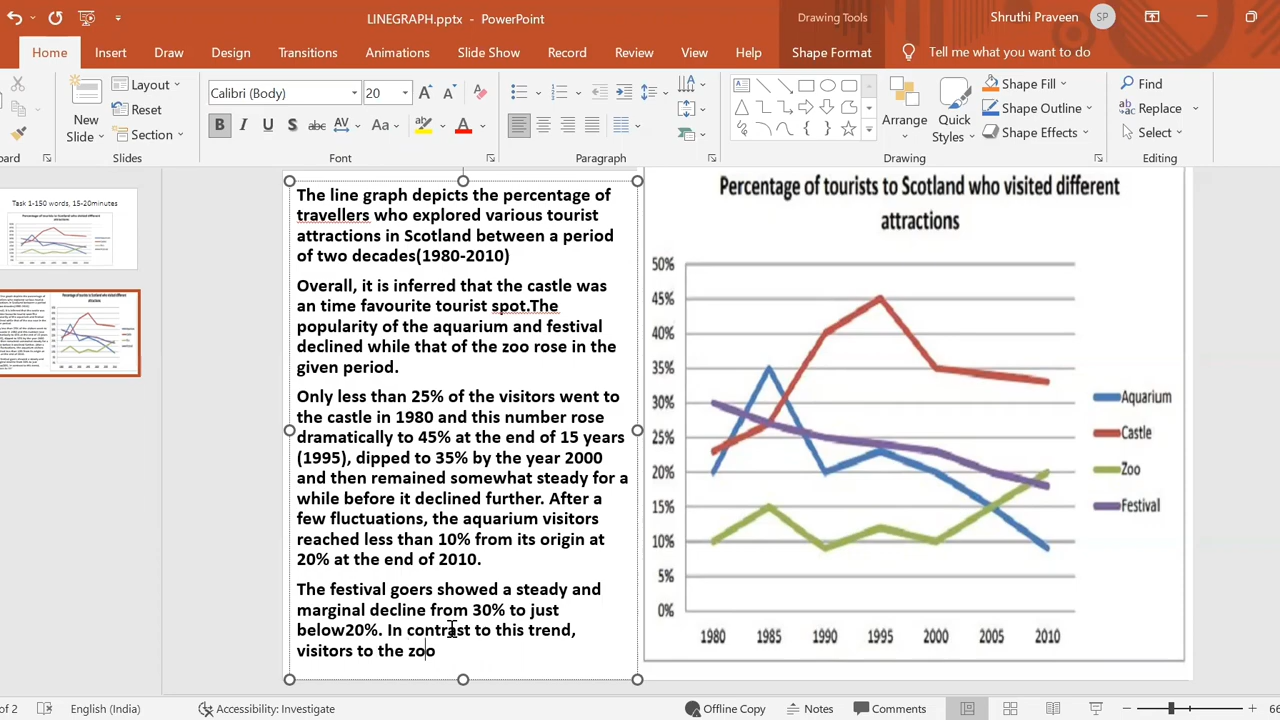 LINEGRAPH.pptx - PowerPoint
Drawing Tools
Shruthi Praveen SP
Home Insert Draw Design Transitions Animations Slide Show Record Review View Help Shape Format Tell me what you want to do
New Slide
Layout
Reset
Section
Slides
Calibri (Body) 20
B I U S abc AV Aa A
Font
Paragraph
Arrange
Quick Styles
Shape Fill
Shape Outline
Shape Effects
Drawing
Find
Replace
Select
Editing
Task 1-150 words, 15-20minutes
The line graph depicts the percentage of
travellers who explored various tourist
attractions in Scotland between a period
of two decades(1980-2010)
Overall, it is inferred that the castle was
an time favourite tourist spot.The
popularity of the aquarium and festival
declined while that of the zoo rose in the
given period.
Only less than 25% of the visitors went to
the castle in 1980 and this number rose
dramatically to 45% at the end of 15 years
(1995), dipped to 35% by the year 2000
and then remained somewhat steady for a
while before it declined further. After a
few fluctuations, the aquarium visitors
reached less than 10% from its origin at
20% at the end of 2010.
The festival goers showed a steady and
marginal decline from 30% to just
below20%. In contrast to this trend,
visitors to the zoo
Percentage of tourists to Scotland who visited different
attractions
50%
45%
40%
35%
30%
25%
20%
15%
10%
5%
0%
1980 1985 1990 1995 2000 2005 2010
Aquarium
Castle
Zoo
Festival
of 2 English (India) Accessibility: Investigate Offline Copy Notes Comments 66